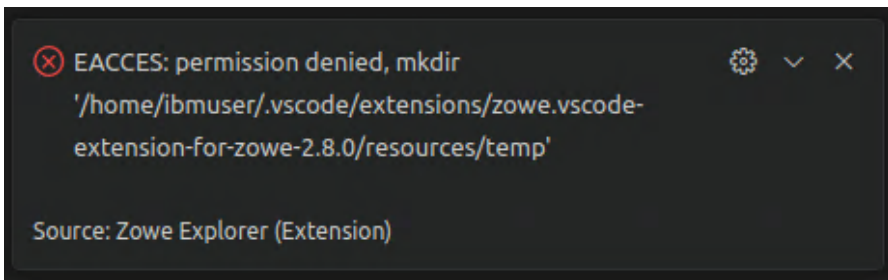 EACCES: permission denied, mkdir
'/home/ibmuser/.vscode/extensions/zowe.vscode-
extension-for-zowe-2.8.0/resources/temp'
Source: Zowe Explorer (Extension)